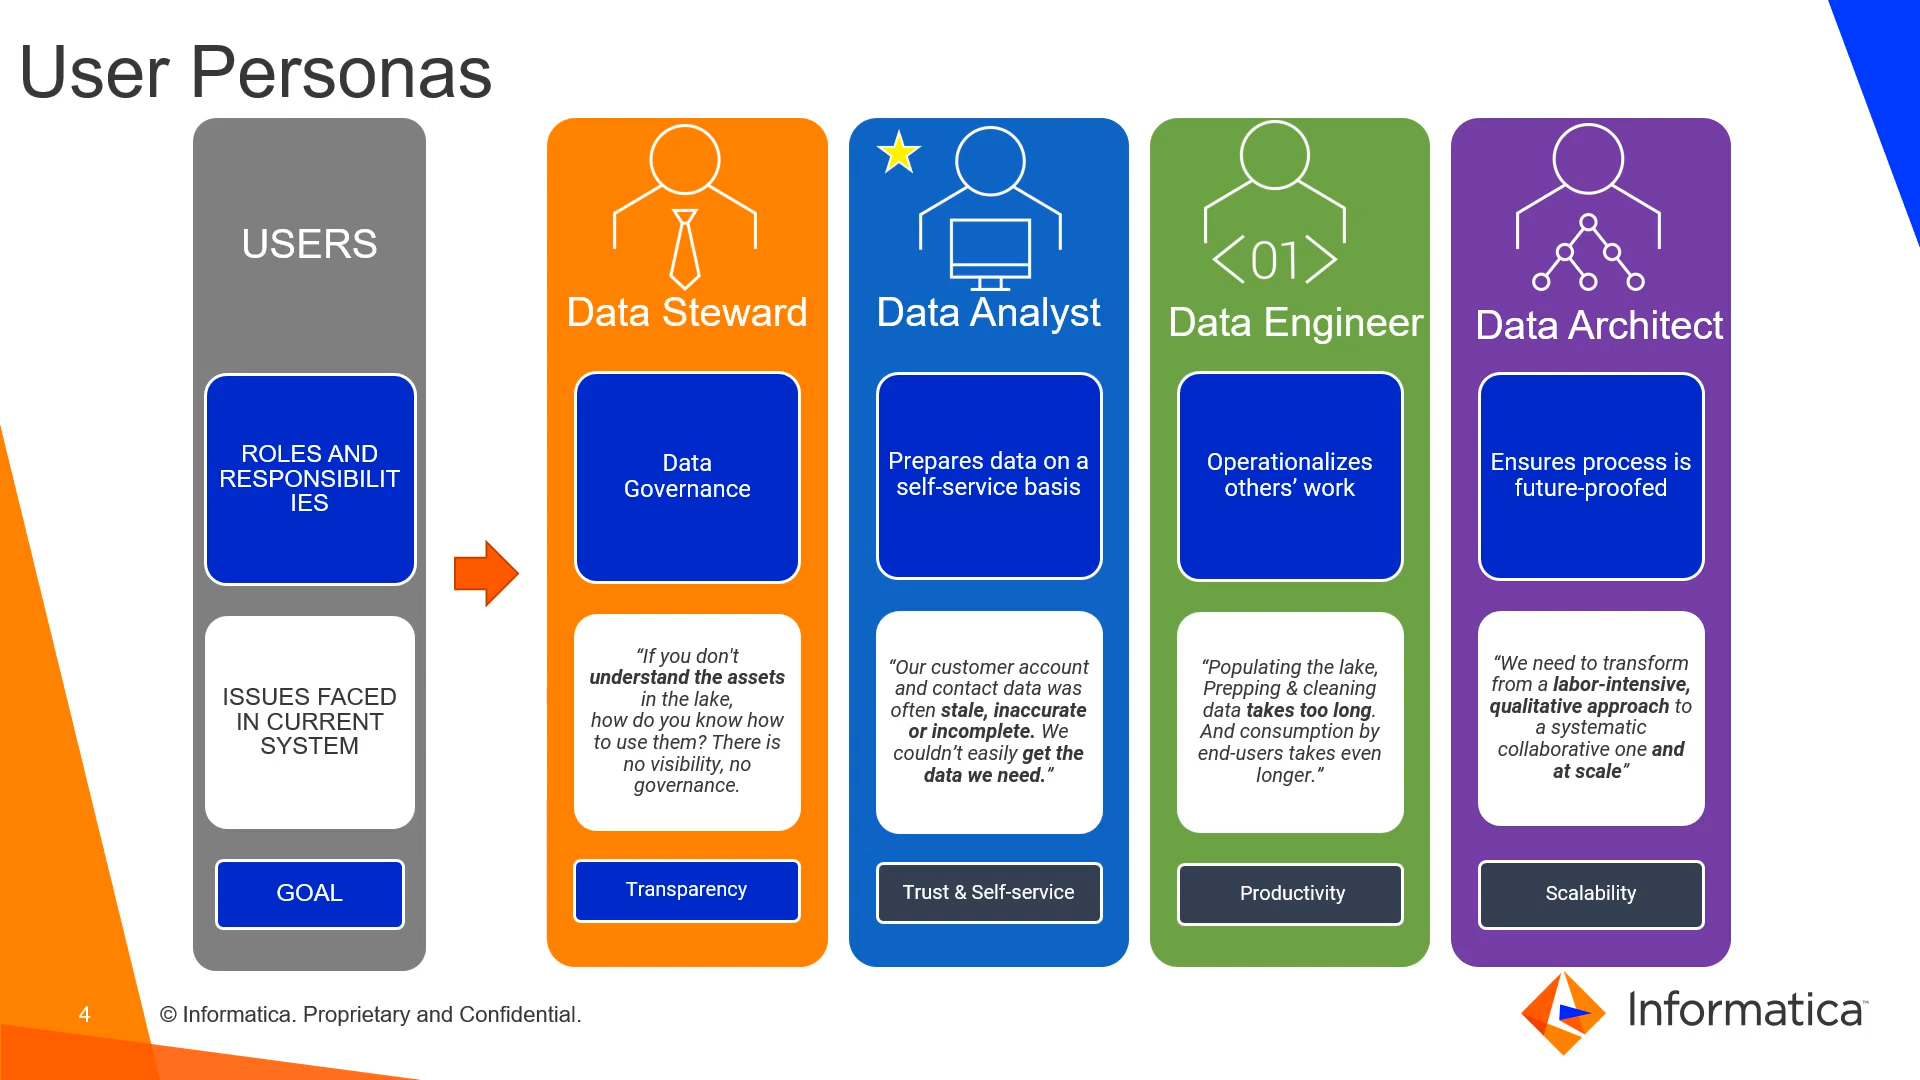 User Personas
USERS
ROLES AND
RESPONSIBILIT
IES
ISSUES FACED
IN CURRENT
SYSTEM
GOAL
Data Steward
Data
Governance
“If you don't
understand the assets
in the lake,
how do you know how
to use them? There is
no visibility, no
governance.
Transparency
Data Analyst
Prepares data on a
self-service basis
“Our customer account
and contact data was
often stale, inaccurate
or incomplete. We
couldn’t easily get the
data we need.”
Trust & Self-service
<01>
Data Engineer
Operationalizes
others’ work
“Populating the lake,
Prepping & cleaning
data takes too long.
And consumption by
end-users takes even
longer.”
Productivity
Data Architect
Ensures process is
future-proofed
“We need to transform
from a labor-intensive,
qualitative approach to
a systematic
collaborative one and
at scale”
Scalability
4
© Informatica. Proprietary and Confidential.
Informatica™